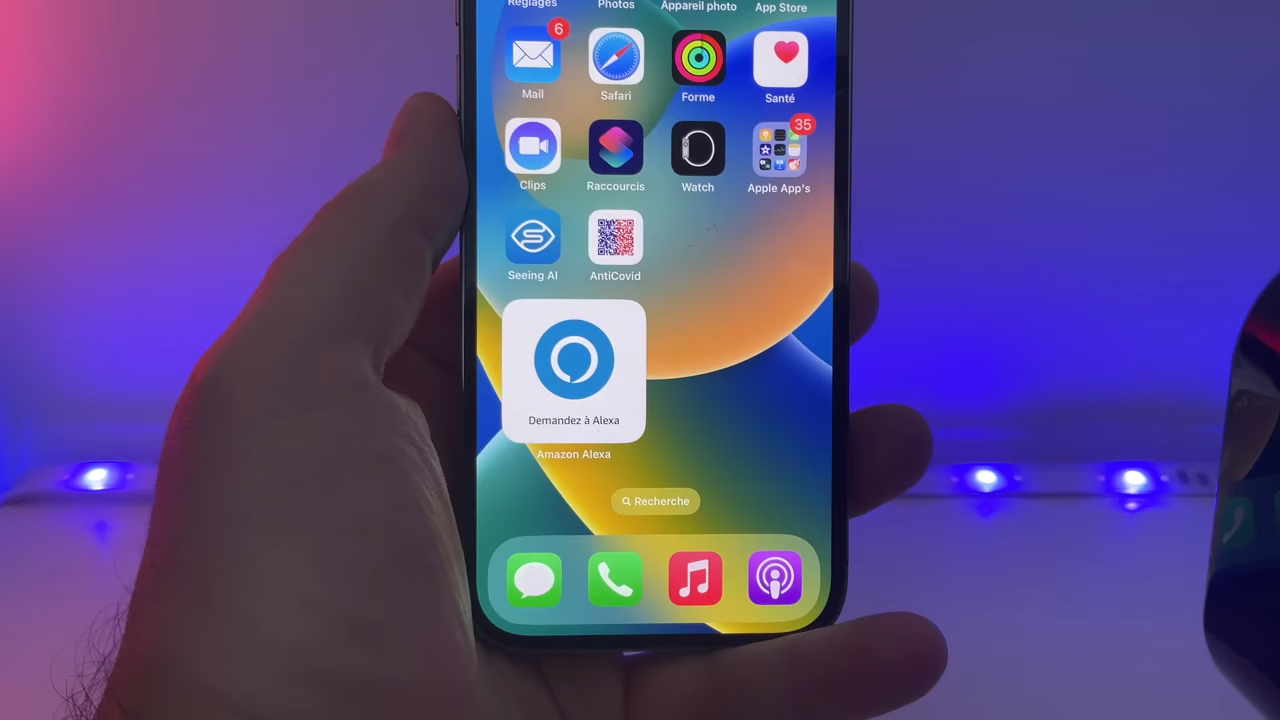 Réglages Photos Appareil photo App Store
6
Mail Safari Forme Santé
35
Clips Raccourcis Watch Apple App's
Seeing AI AntiCovid
Demandez à Alexa
Amazon Alexa
Recherche